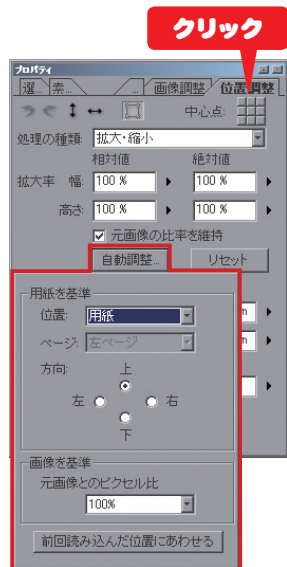 クリック
プロパティ
選... 素... ... 画像調整 位置調整
中心点:
処理の種類: 拡大・縮小
相対値 絶対値
拡大率 幅: 100 % 100 %
高さ: 100 % 100 %
元画像の比率を維持
自動調整... リセット
用紙を基準
位置: 用紙
ページ: 左ページ
方向: 上
左 右
下
画像を基準
元画像とのピクセル比
100%
前回読み込んだ位置にあわせる